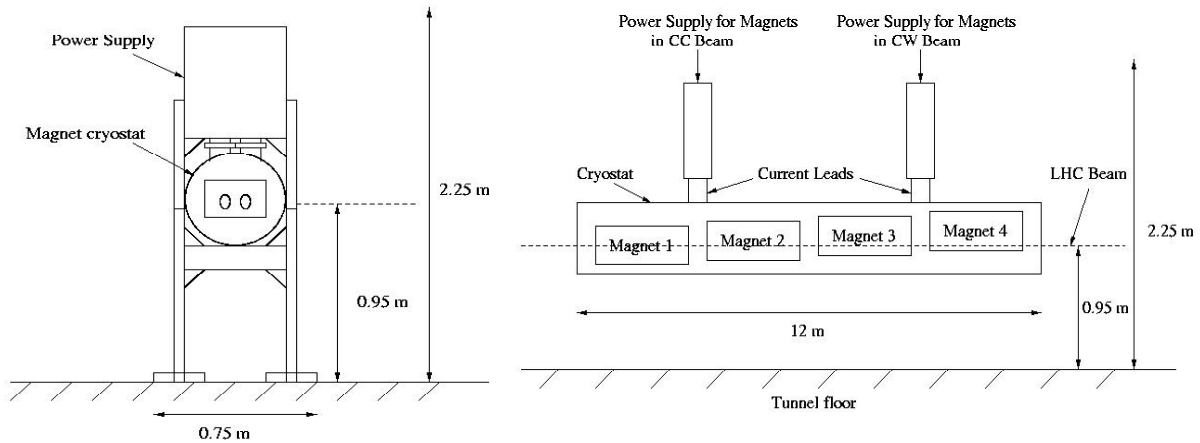 Power Supply
Magnet cryostat
2.25 m
0.95 m
0.75 m
Power Supply for Magnets
in CC Beam
Power Supply for Magnets
in CW Beam
Cryostat
Current Leads
LHC Beam
Magnet 1
Magnet 2
Magnet 3
Magnet 4
2.25 m
0.95 m
12 m
Tunnel floor